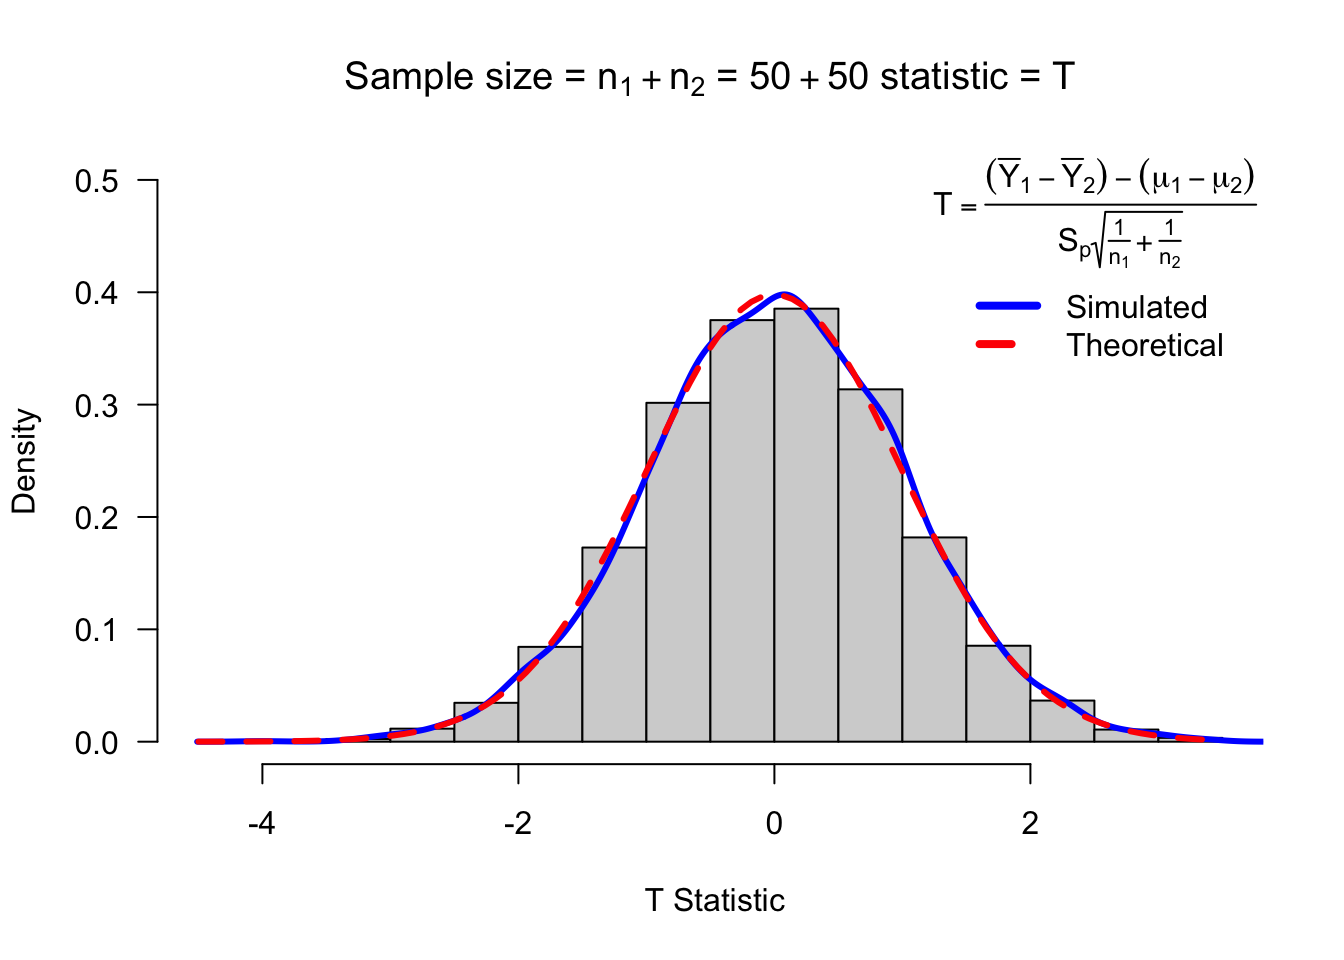 Sample size = n₁ + n₂ = 50 + 50 statistic = T
T = (Y̅₁ − Y̅₂) − (μ₁ − μ₂) / Sₚ√(1/n₁ + 1/n₂)
Simulated
Theoretical
0.5
0.4
0.3
0.2
0.1
0.0
Density
-4 -2 0 2
T Statistic